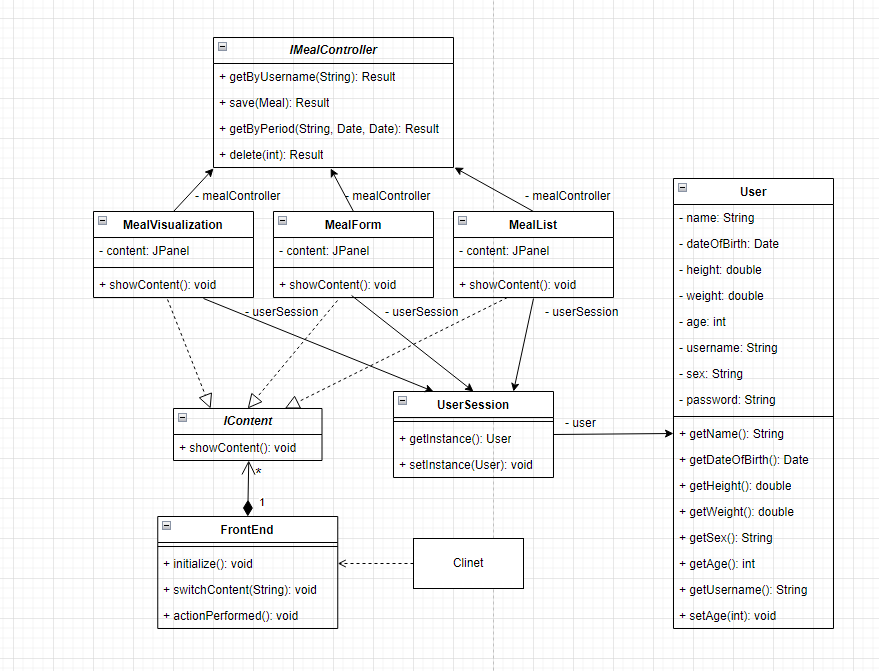 IMealController
+ getByUsername(String): Result
+ save(Meal): Result
+ getByPeriod(String, Date, Date): Result
+ delete(int): Result
- mealController
- mealController
- mealController
MealVisualization
- content: JPanel
+ showContent(): void
MealForm
- content: JPanel
+ showContent(): void
MealList
- content: JPanel
+ showContent(): void
User
- name: String
- dateOfBirth: Date
- height: double
- weight: double
- age: int
- username: String
- sex: String
- password: String
+ getName(): String
+ getDateOfBirth(): Date
+ getHeight(): double
+ getWeight(): double
+ getSex(): String
+ getAge(): int
+ getUsername(): String
+ setAge(int): void
- userSession
- userSession
- userSession
IContent
+ showContent(): void
UserSession
+ getInstance(): User
+ setInstance(User): void
- user
*
1
FrontEnd
+ initialize(): void
+ switchContent(String): void
+ actionPerformed(): void
Clinet